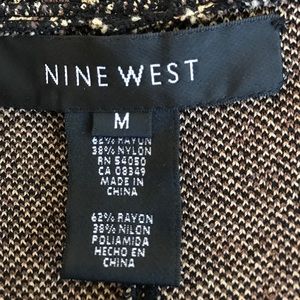 NINE WEST
M
62% RAYON
38% NYLON
RN 54050
CA 08349
MADE IN
CHINA
62% RAYON
38% NILON
POLIAMIDA
HECHO EN
CHINA